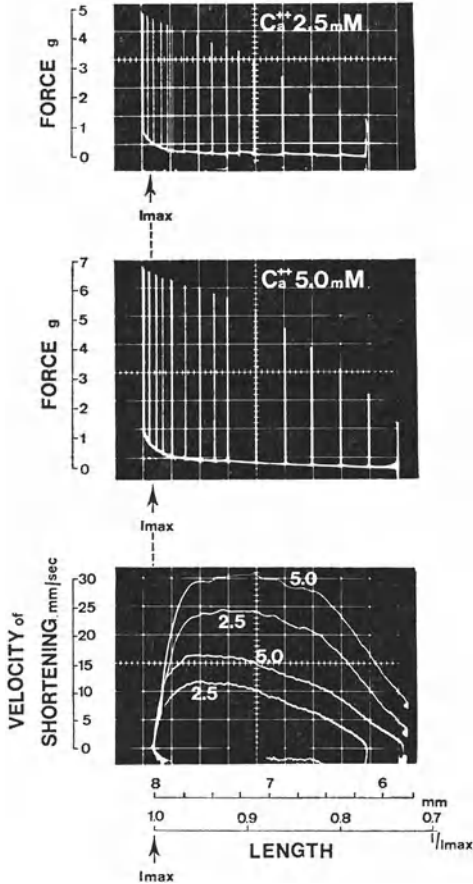 5
Ca++ 2.5 mM
4
3
2
1
0
FORCE g
lmax
7
Ca++ 5.0 mM
6
5
4
3
2
1
0
FORCE g
lmax
30
5.0
25
2.5
20
15
5.0
10
2.5
5
0
VELOCITY of
SHORTENING mm/sec
8 7 6
mm
1.0 0.9 0.8 0.7
l/lmax
LENGTH
lmax